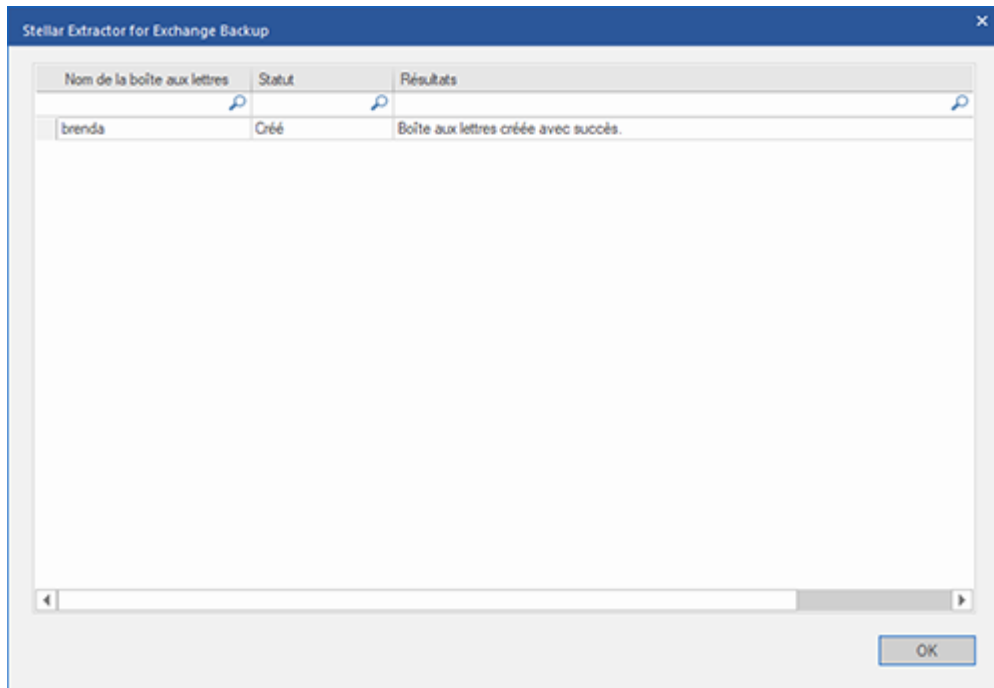 Stellar Extractor for Exchange Backup
Nom de la boîte aux lettres Statut Résultats
brenda Créé Boîte aux lettres créée avec succès.
OK